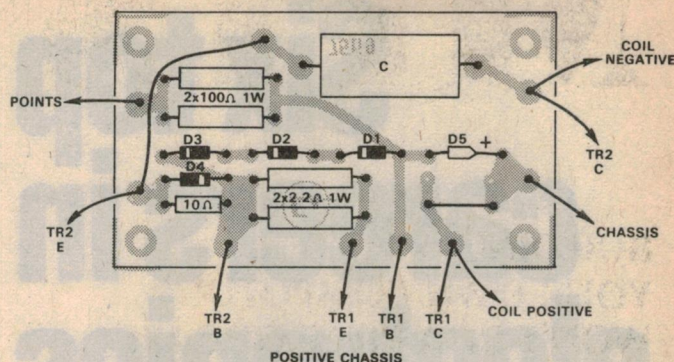 COIL
NEGATIVE
C
POINTS
2x100Ω 1W
TR2
C
D3
D2
D1
D5 +
D4
10Ω
2x2.2Ω 1W
TR2
E
CHASSIS
COIL POSITIVE
TR2
B
TR1
E
TR1
B
TR1
C
POSITIVE CHASSIS